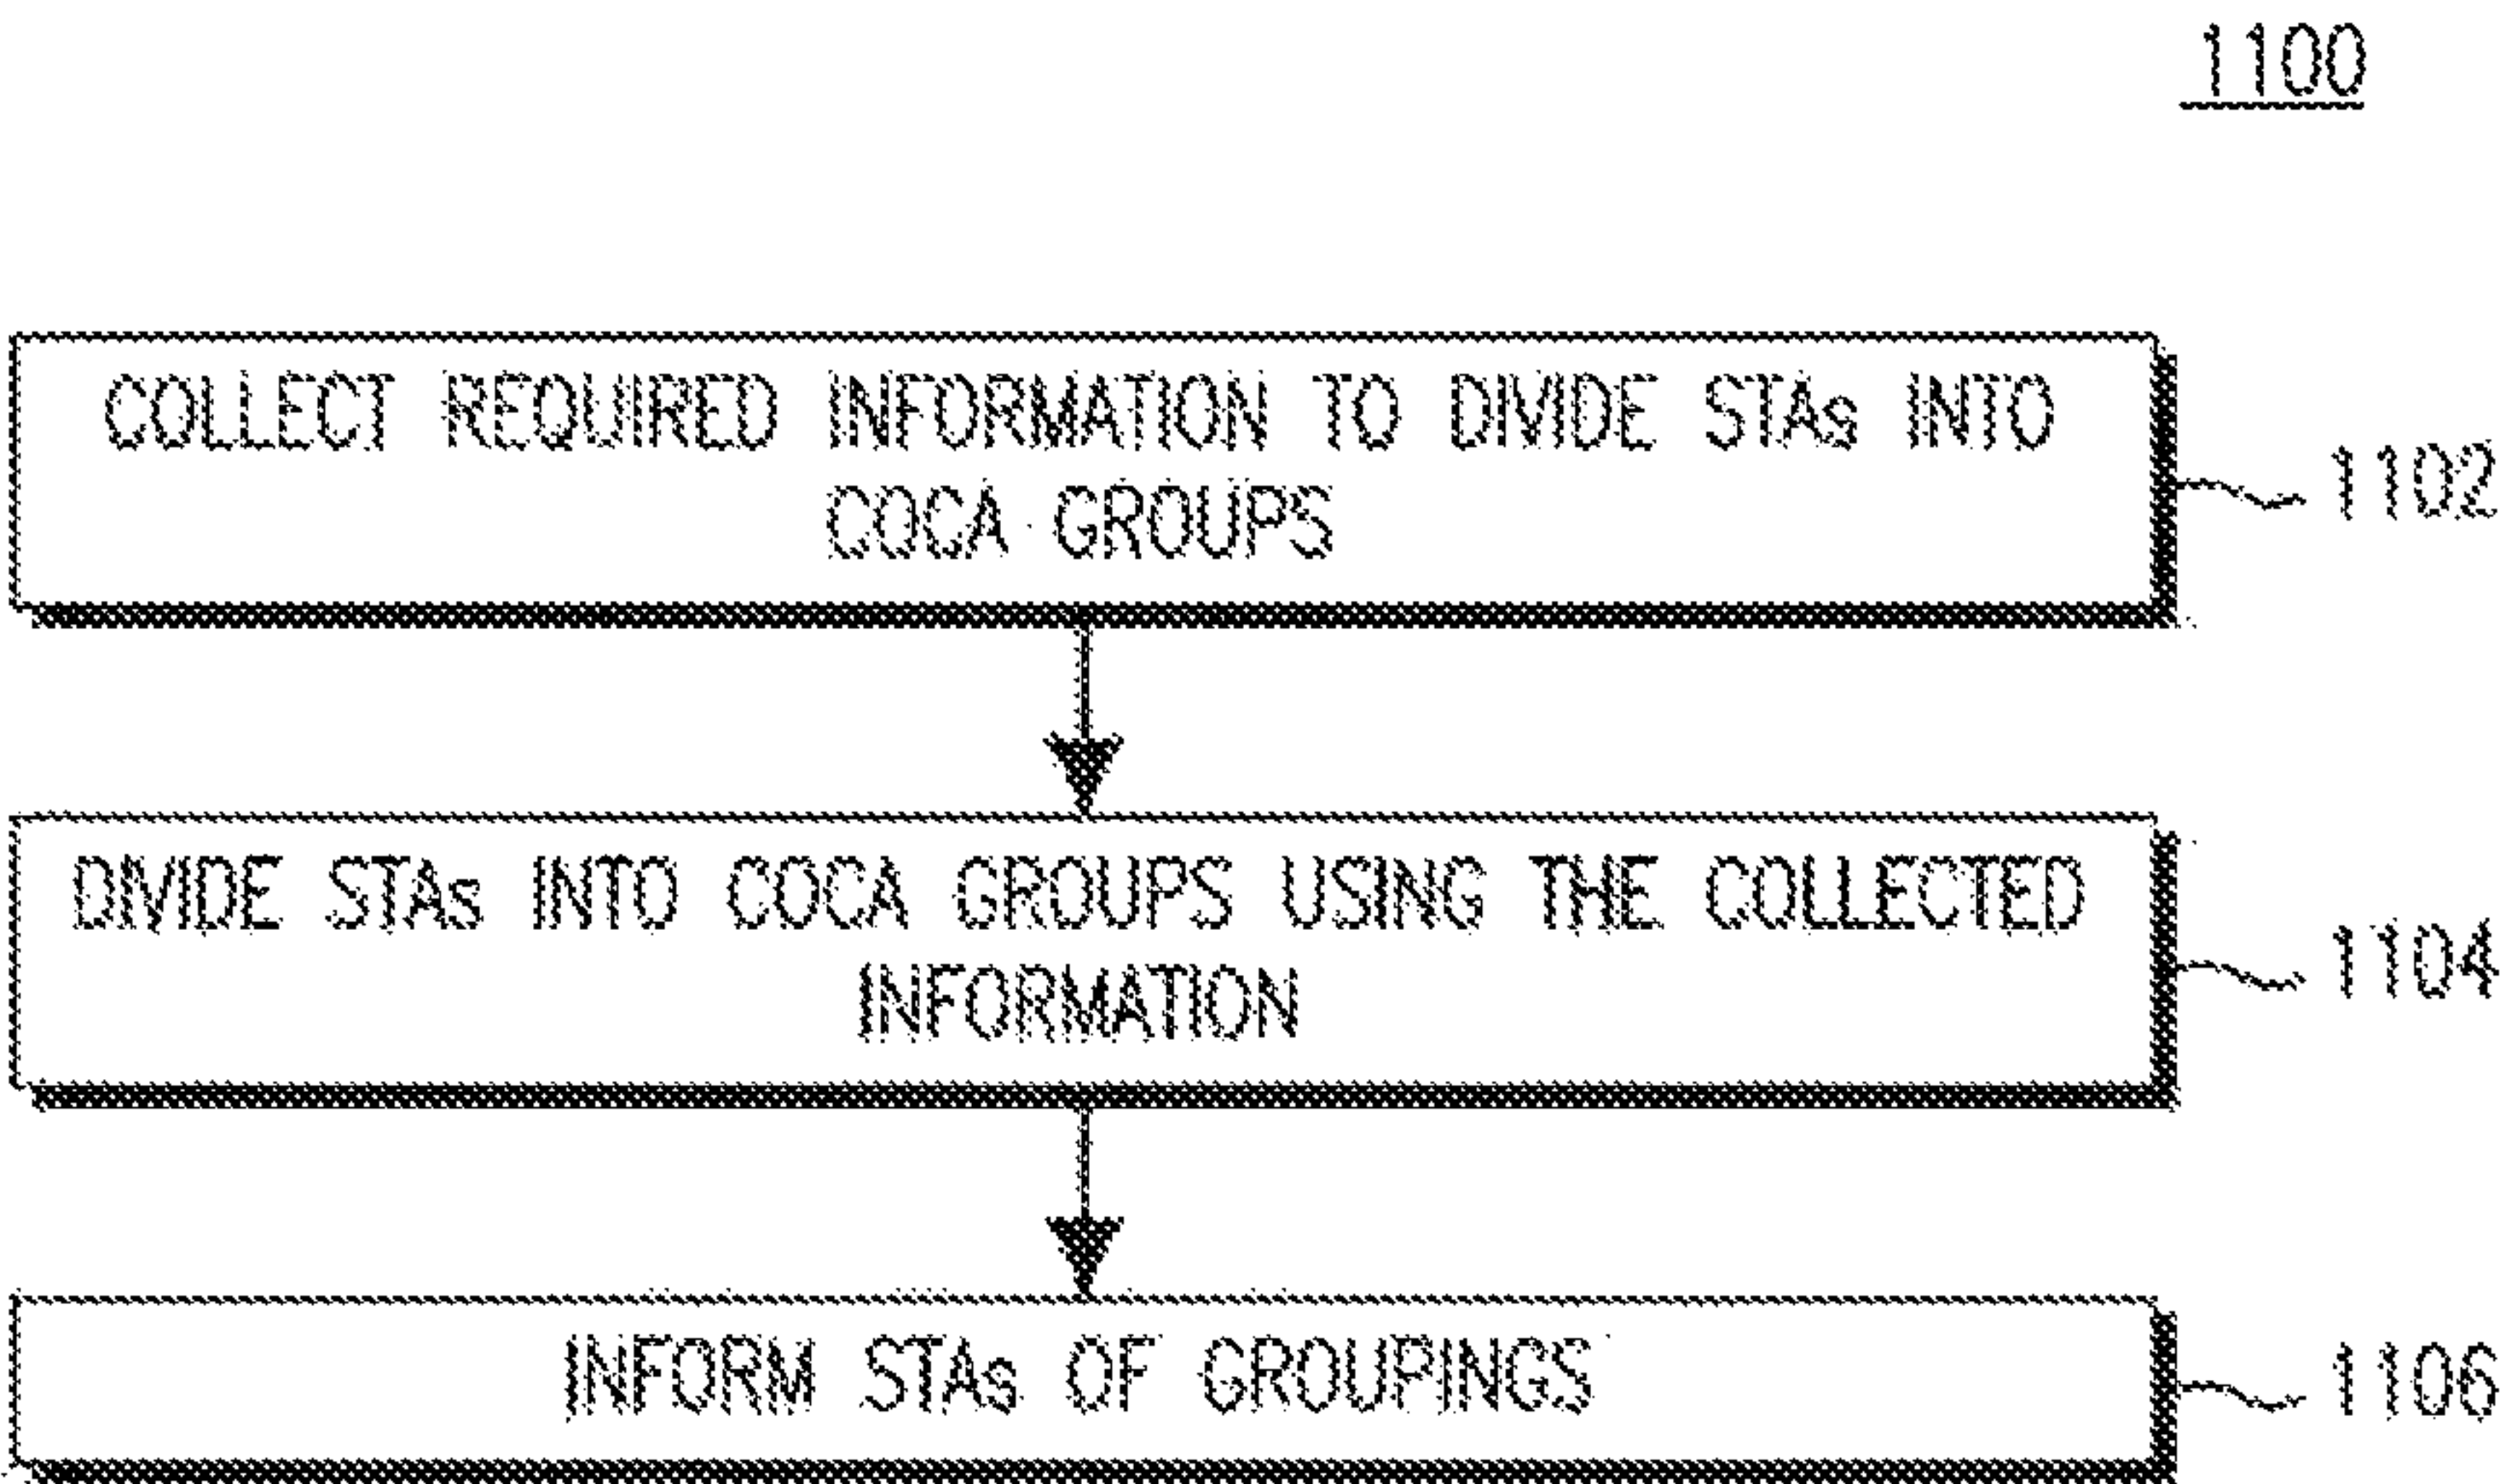 1100
COLLECT REQUIRED INFORMATION TO DIVIDE STAs INTO
COCA GROUPS
1102
DIVIDE STAs INTO COCA GROUPS USING THE COLLECTED
INFORMATION
1104
INFORM STAs OF GROUPINGS
1106